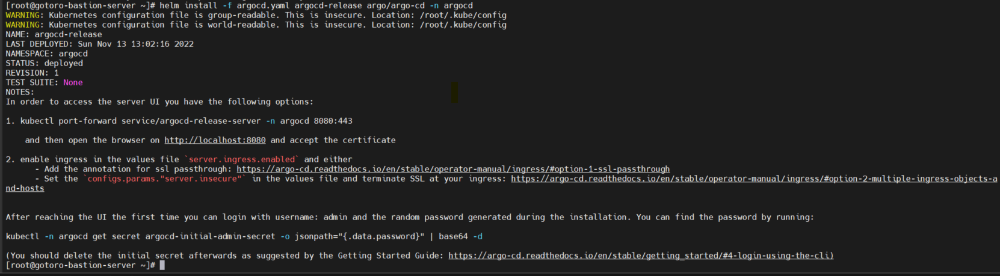 [root@gotoro-bastion-server ~]# helm install -f argocd.yaml argocd-release argo/argo-cd -n argocd
WARNING: Kubernetes configuration file is group-readable. This is insecure. Location: /root/.kube/config
WARNING: Kubernetes configuration file is world-readable. This is insecure. Location: /root/.kube/config
NAME: argocd-release
LAST DEPLOYED: Sun Nov 13 13:02:16 2022
NAMESPACE: argocd
STATUS: deployed
REVISION: 1
TEST SUITE: None
NOTES:
In order to access the server UI you have the following options:
1. kubectl port-forward service/argocd-release-server -n argocd 8080:443
and then open the browser on http://localhost:8080 and accept the certificate
2. enable ingress in the values file `server.ingress.enabled` and either
- Add the annotation for ssl passthrough: https://argo-cd.readthedocs.io/en/stable/operator-manual/ingress/#option-1-ssl-passthrough
- Set the `configs.params."server.insecure"` in the values file and terminate SSL at your ingress: https://argo-cd.readthedocs.io/en/stable/operator-manual/ingress/#option-2-multiple-ingress-objects-a
nd-hosts
After reaching the UI the first time you can login with username: admin and the random password generated during the installation. You can find the password by running:
kubectl -n argocd get secret argocd-initial-admin-secret -o jsonpath="{.data.password}" | base64 -d
(You should delete the initial secret afterwards as suggested by the Getting Started Guide: https://argo-cd.readthedocs.io/en/stable/getting_started/#4-login-using-the-cli)
[root@gotoro-bastion-server ~]#